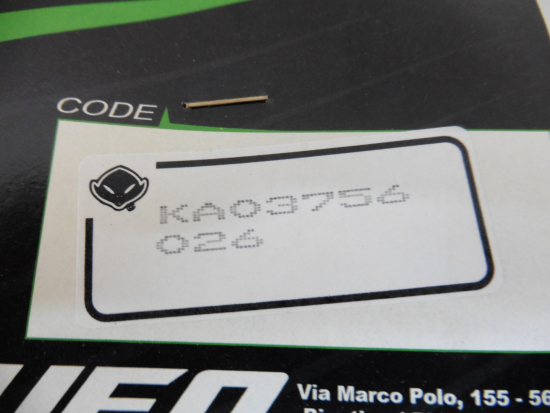 CODE
KA03756
026
UFO
Via Marco Polo, 155 - 56